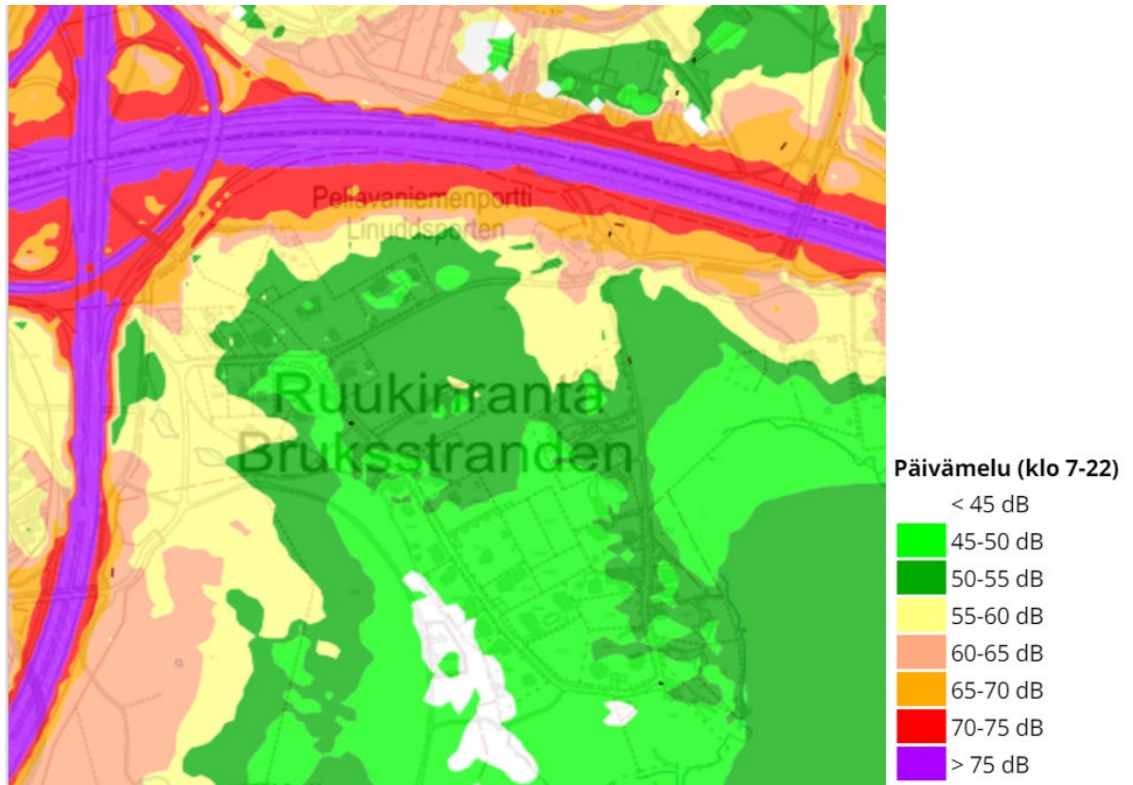 Pellavaniemenportti
Linuddsporten
Ruukinranta
Bruksstranden
Päivämelu (klo 7-22)
< 45 dB
45-50 dB
50-55 dB
55-60 dB
60-65 dB
65-70 dB
70-75 dB
> 75 dB